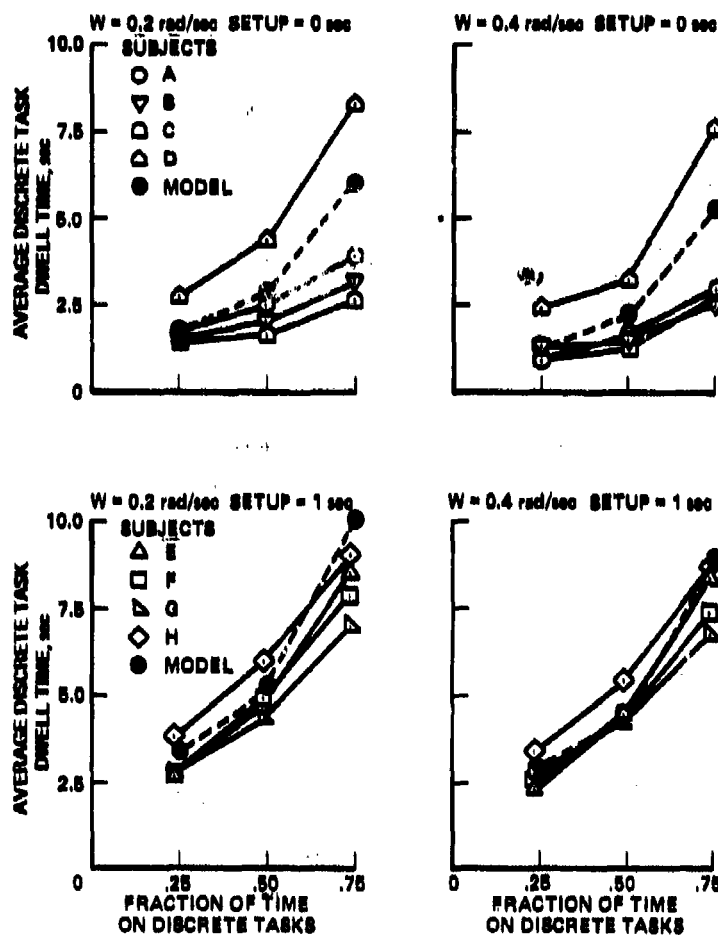 W = 0.2 rad/sec SETUP = 0 sec
SUBJECTS
A
B
C
D
MODEL
10.0
7.5
5.0
2.5
0
AVERAGE DISCRETE TASK
DWELL TIME, sec
W = 0.4 rad/sec SETUP = 0 sec
W = 0.2 rad/sec SETUP = 1 sec
SUBJECTS
E
F
G
H
MODEL
10.0
7.5
5.0
2.5
0
AVERAGE DISCRETE TASK
DWELL TIME, sec
.25 .50 .75
FRACTION OF TIME
ON DISCRETE TASKS
W = 0.4 rad/sec SETUP = 1 sec
0 .25 .50 .75
FRACTION OF TIME
ON DISCRETE TASKS